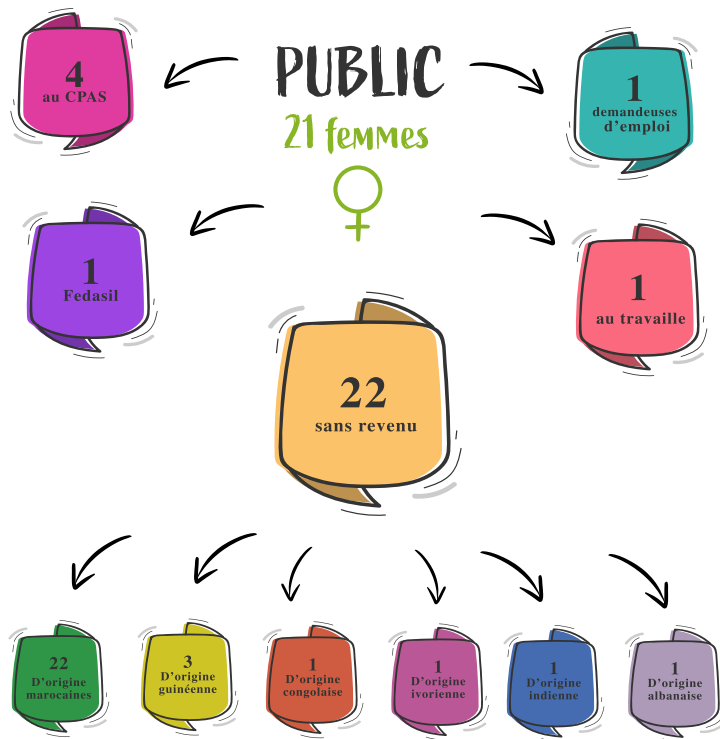 PUBLIC
21 femmes
4
au CPAS
1
demandeuses
d'emploi
1
Fedasil
1
au travaille
22
sans revenu
22
D'origine
marocaines
3
D'origine
guinéenne
1
D'origine
congolaise
1
D'origine
ivorienne
1
D'origine
indienne
1
D'origine
albanaise